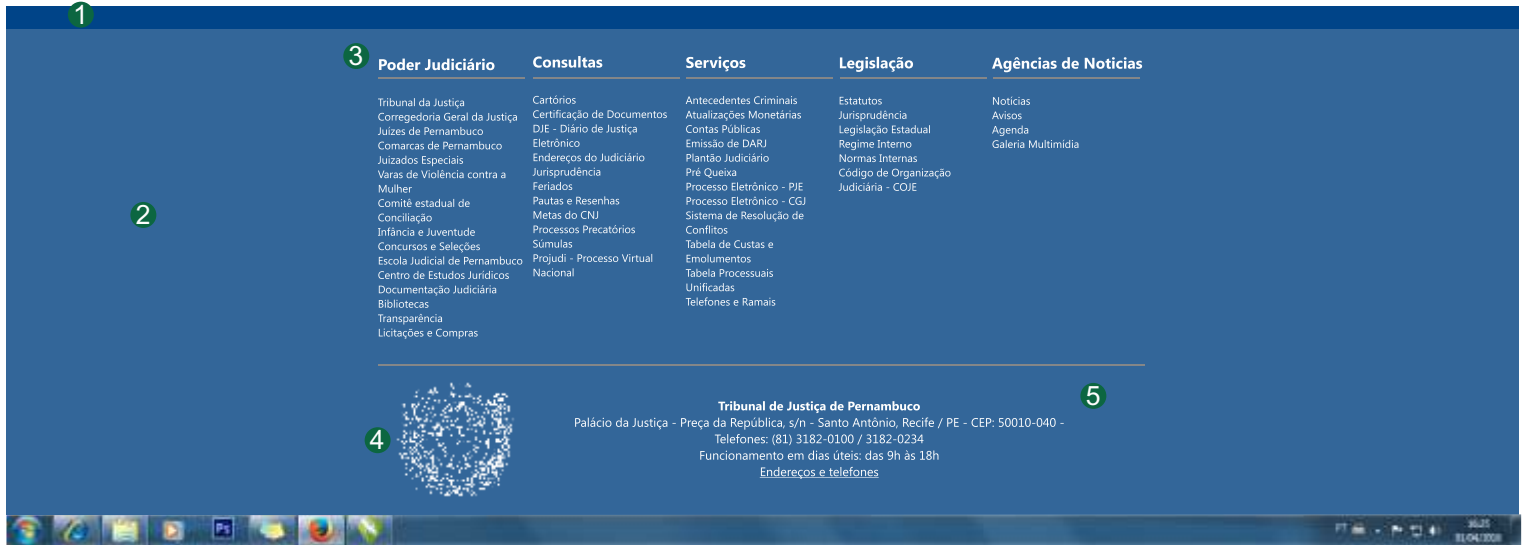 1
3
Poder Judiciário
Tribunal da Justiça
Corregedoria Geral da Justiça
Juízes de Pernambuco
Comarcas de Pernambuco
Juizados Especiais
Varas de Violência contra a
Mulher
Comitê estadual de
Conciliação
Infância e Juventude
Concursos e Seleções
Escola Judicial de Pernambuco
Centro de Estudos Jurídicos
Documentação Judiciária
Bibliotecas
Transparência
Licitações e Compras
Consultas
Cartórios
Certificação de Documentos
DJE - Diário de Justiça
Eletrônico
Endereços do Judiciário
Jurisprudência
Feriados
Pautas e Resenhas
Metas do CNJ
Processos Precatórios
Súmulas
Projudi - Processo Virtual
Nacional
Serviços
Antecedentes Criminais
Atualizações Monetárias
Contas Públicas
Emissão de DARJ
Plantão Judiciário
Pré Queixa
Processo Eletrônico - PJE
Processo Eletrônico - CGJ
Sistema de Resolução de
Conflitos
Tabela de Custas e
Emolumentos
Tabela Processuais
Unificadas
Telefones e Ramais
Legislação
Estatutos
Jurisprudência
Legislação Estadual
Regime Interno
Normas Internas
Código de Organização
Judiciária - COJE
Agências de Noticias
Notícias
Avisos
Agenda
Galeria Multimidia
2
4
5
Tribunal de Justiça de Pernambuco
Palácio da Justiça - Preça da República, s/n - Santo Antônio, Recife / PE - CEP: 50010-040 -
Telefones: (81) 3182-0100 / 3182-0234
Funcionamento em dias úteis: das 9h às 18h
Endereços e telefones
Ps
PT